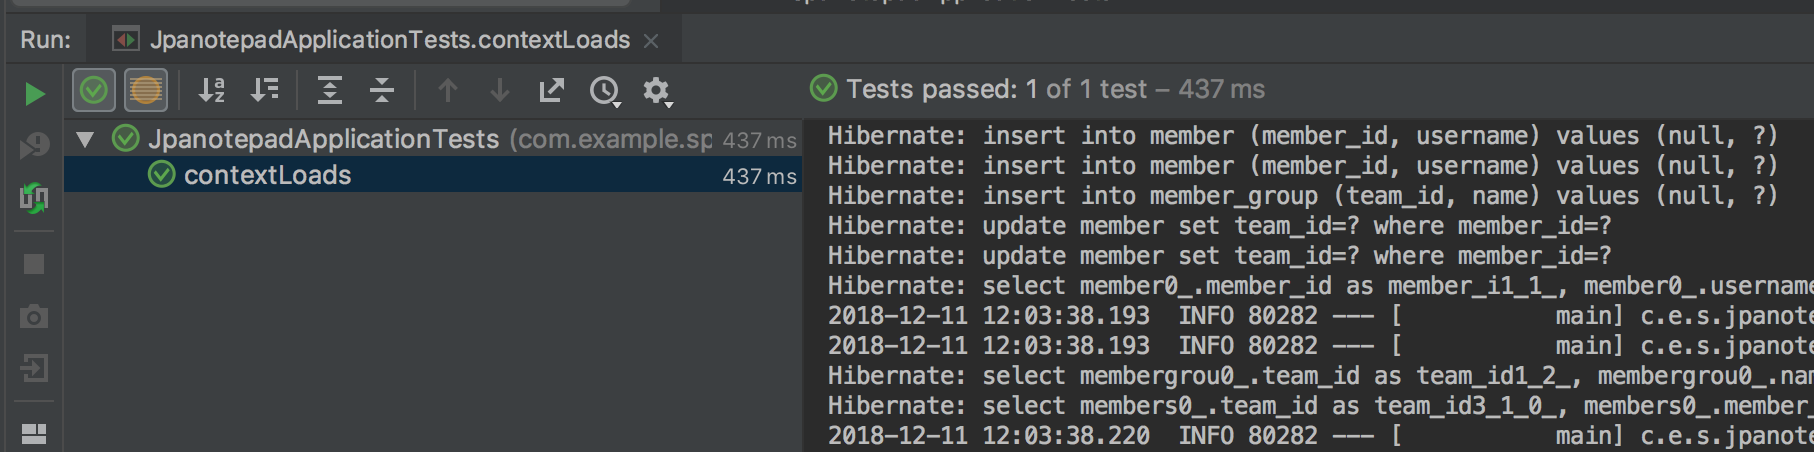 Run: JpanotepadApplicationTests.contextLoads
Tests passed: 1 of 1 test – 437 ms
JpanotepadApplicationTests (com.example.sp 437 ms
contextLoads 437 ms
Hibernate: insert into member (member_id, username) values (null, ?)
Hibernate: insert into member (member_id, username) values (null, ?)
Hibernate: insert into member_group (team_id, name) values (null, ?)
Hibernate: update member set team_id=? where member_id=?
Hibernate: update member set team_id=? where member_id=?
Hibernate: select member0_.member_id as member_i1_1_, member0_.username
2018-12-11 12:03:38.193  INFO 80282 --- [           main] c.e.s.jpanote
2018-12-11 12:03:38.193  INFO 80282 --- [           main] c.e.s.jpanote
Hibernate: select membergrou0_.team_id as team_id1_2_, membergrou0_.nam
Hibernate: select members0_.team_id as team_id3_1_0_, members0_.member_
2018-12-11 12:03:38.220  INFO 80282 --- [           main] c.e.s.jpanote